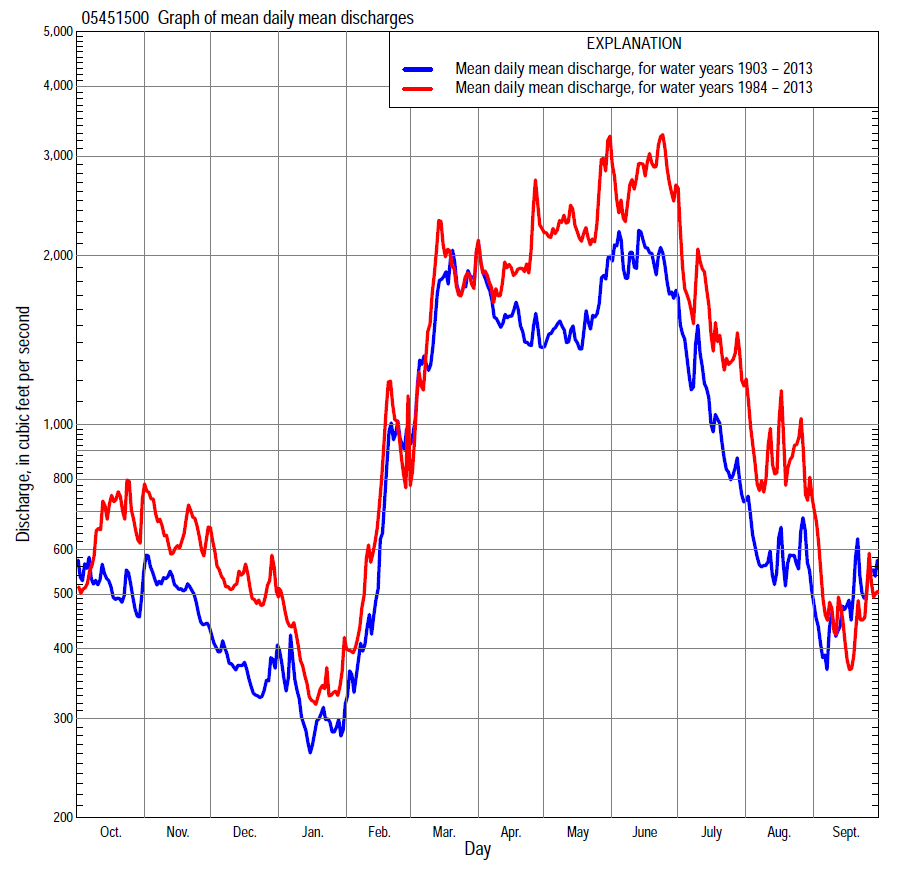 05451500 Graph of mean daily mean discharges
EXPLANATION
Mean daily mean discharge, for water years 1903 – 2013
Mean daily mean discharge, for water years 1984 – 2013
Discharge, in cubic feet per second
5,000
4,000
3,000
2,000
1,000
800
600
500
400
300
200
Oct. Nov. Dec. Jan. Feb. Mar. Apr. May June July Aug. Sept.
Day